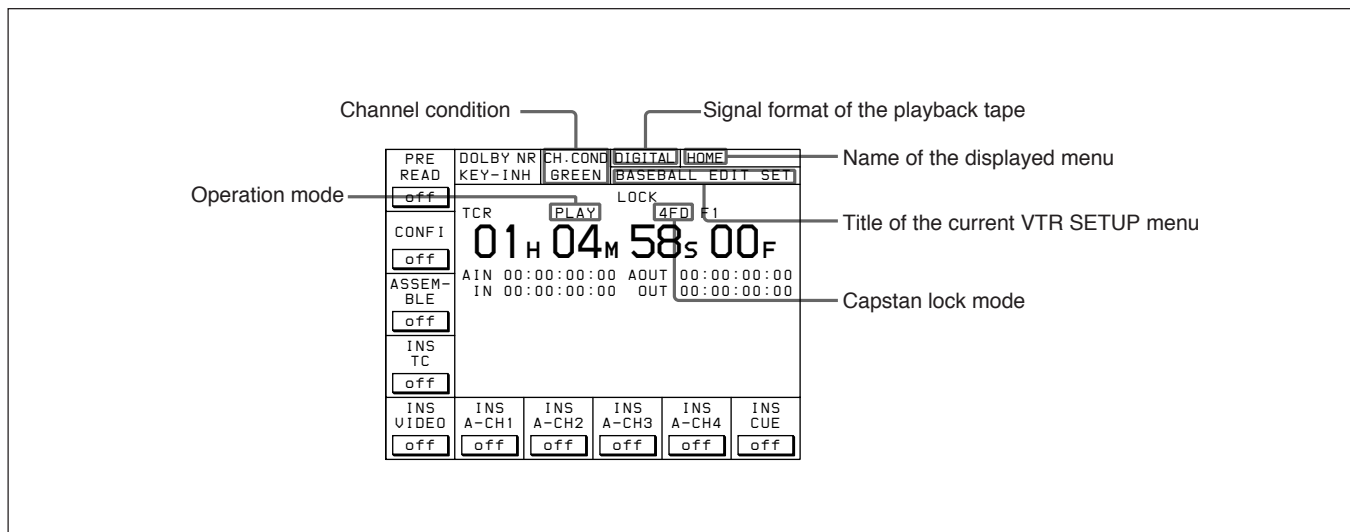 Channel condition
Signal format of the playback tape
PRE
READ
off
DOLBY NR
KEY-INH
CH.COND
GREEN
DIGITAL
HOME
Name of the displayed menu
BASEBALL EDIT SET
Operation mode
LOCK
Title of the current VTR SETUP menu
TCR PLAY 4FD F1
CONFI
off
01H 04M 58S 00F
AIN 00:00:00:00 AOUT 00:00:00:00
IN 00:00:00:00 OUT 00:00:00:00
Capstan lock mode
ASSEM-
BLE
off
INS
TC
off
INS
VIDEO
off
INS
A-CH1
off
INS
A-CH2
off
INS
A-CH3
off
INS
A-CH4
off
INS
CUE
off